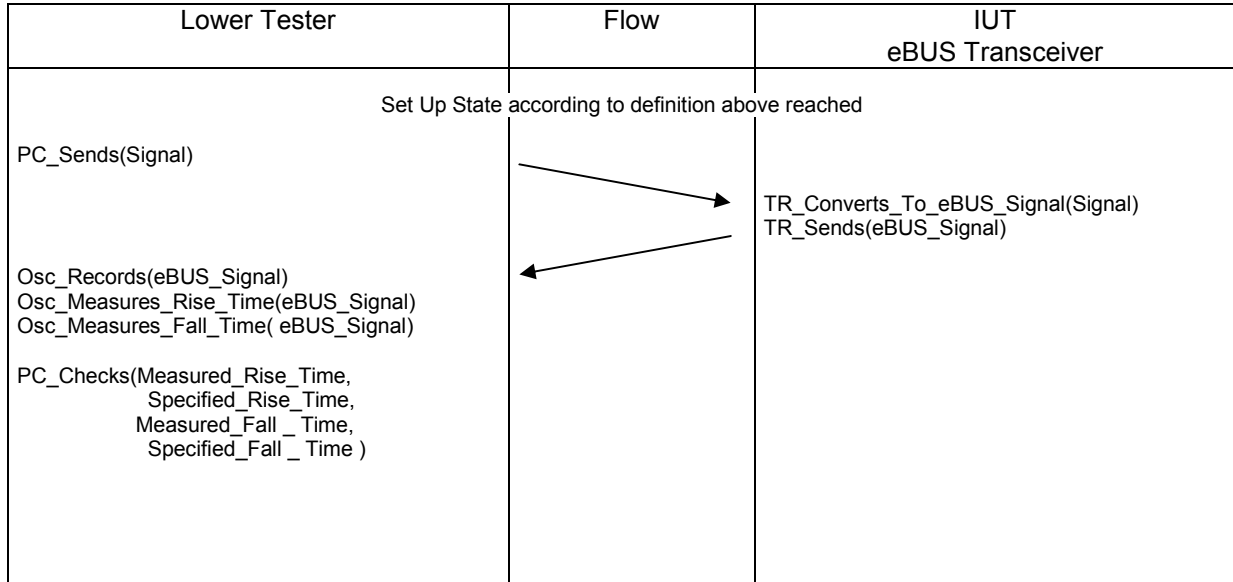 Lower Tester
Flow
IUT
eBUS Transceiver
Set Up State according to definition above reached
PC_Sends(Signal)
TR_Converts_To_eBUS_Signal(Signal)
TR_Sends(eBUS_Signal)
Osc_Records(eBUS_Signal)
Osc_Measures_Rise_Time(eBUS_Signal)
Osc_Measures_Fall_Time( eBUS_Signal)
PC_Checks(Measured_Rise_Time,
Specified_Rise_Time,
Measured_Fall _ Time,
Specified_Fall _ Time )